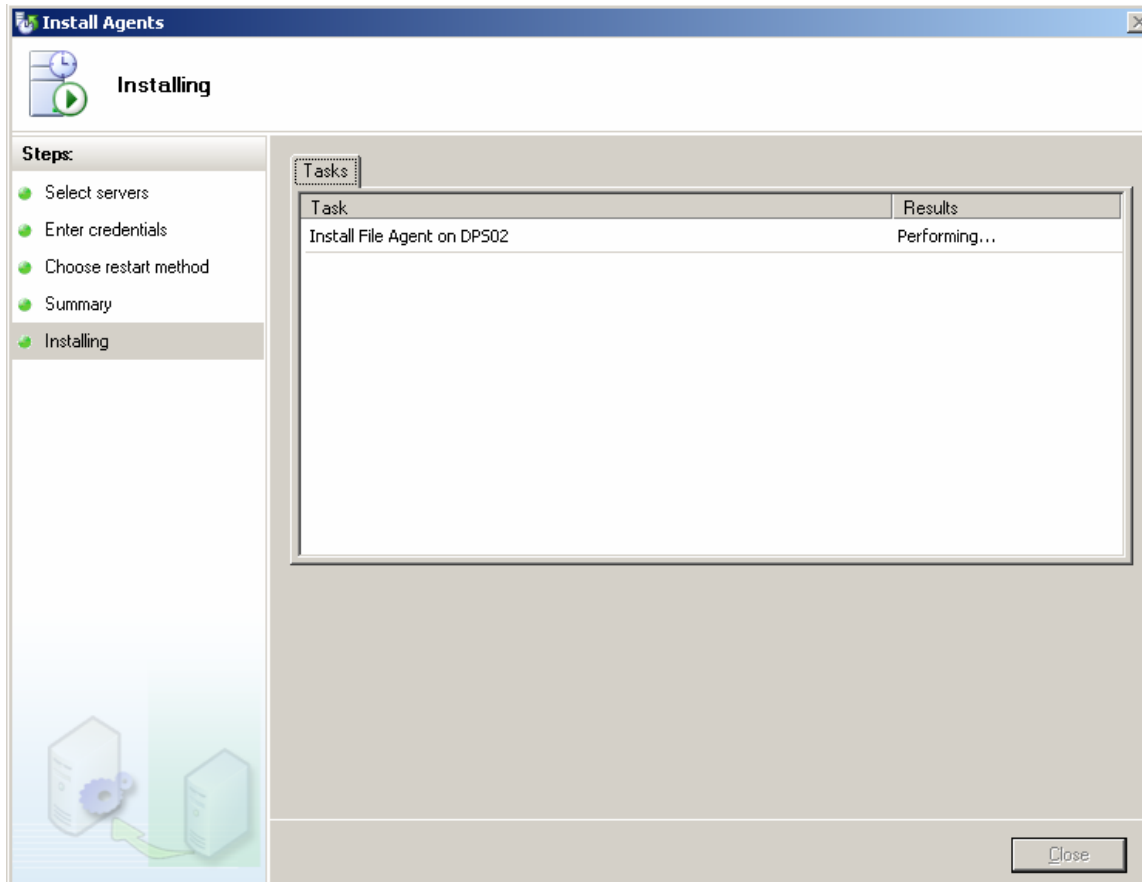 Install Agents
Installing
Steps:
Select servers
Enter credentials
Choose restart method
Summary
Installing
Tasks
Task Results
Install File Agent on DPS02 Performing...
Close